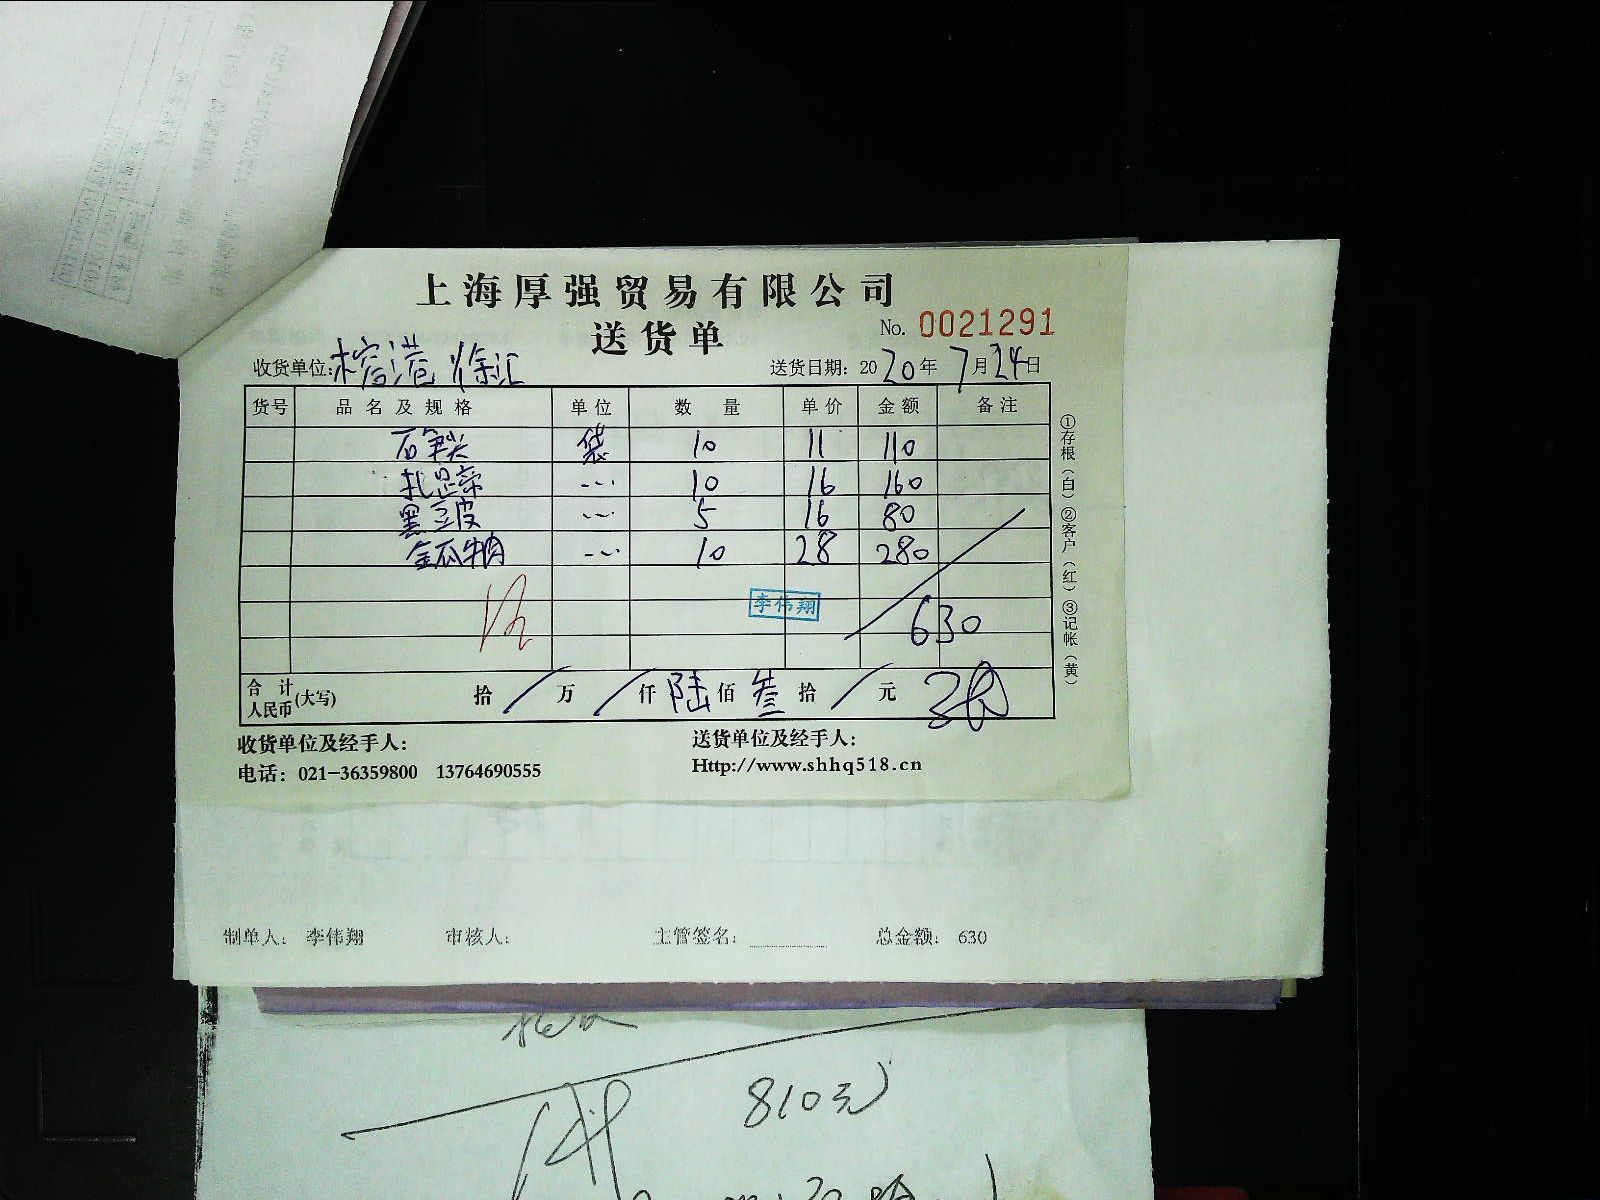 上海厚强贸易有限公司
送货单 No. 0021291
收货单位: 榕港 徐汇 送货日期: 2020年7月24日
货号 品名及规格 单位 数量 单价 金额 备注
石笋尖 袋 10 11 110
扎蹄 〃 10 16 160
黑豆皮 〃 5 16 80
金瓜牛肉 〃 10 28 280
李伟翔
630
合计人民币(大写) 拾 / 万 / 仟 陆 佰 叁 拾 / 元
①存根(白)②客户(红)③记帐(黄)
收货单位及经手人: 送货单位及经手人:
电话: 021-36359800 13764690555 Http://www.shhq518.cn
制单人: 李伟翔 审核人: 主管签名: 总金额: 630
810元